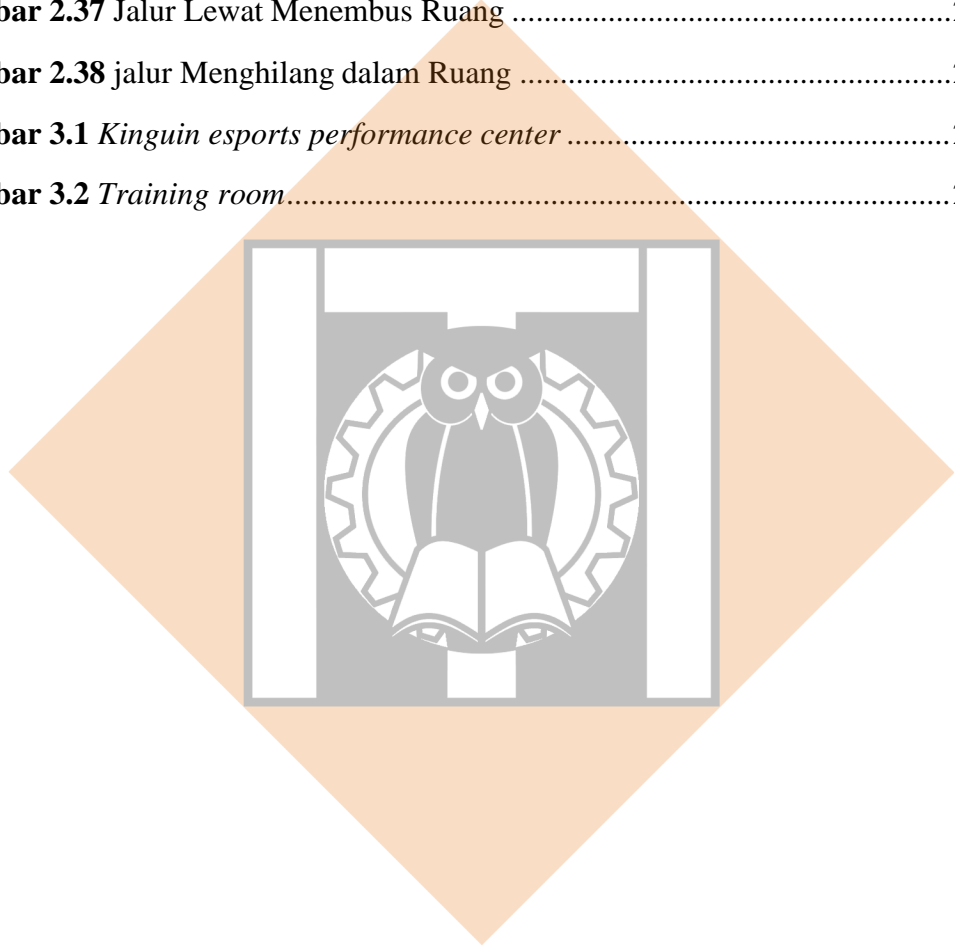 bar 2.37 Jalur Lewat Menembus Ruang ........................................................
bar 2.38 jalur Menghilang dalam Ruang .......................................................
bar 3.1 Kinguin esports performance center .................................................
bar 3.2 Training room...................................................................................